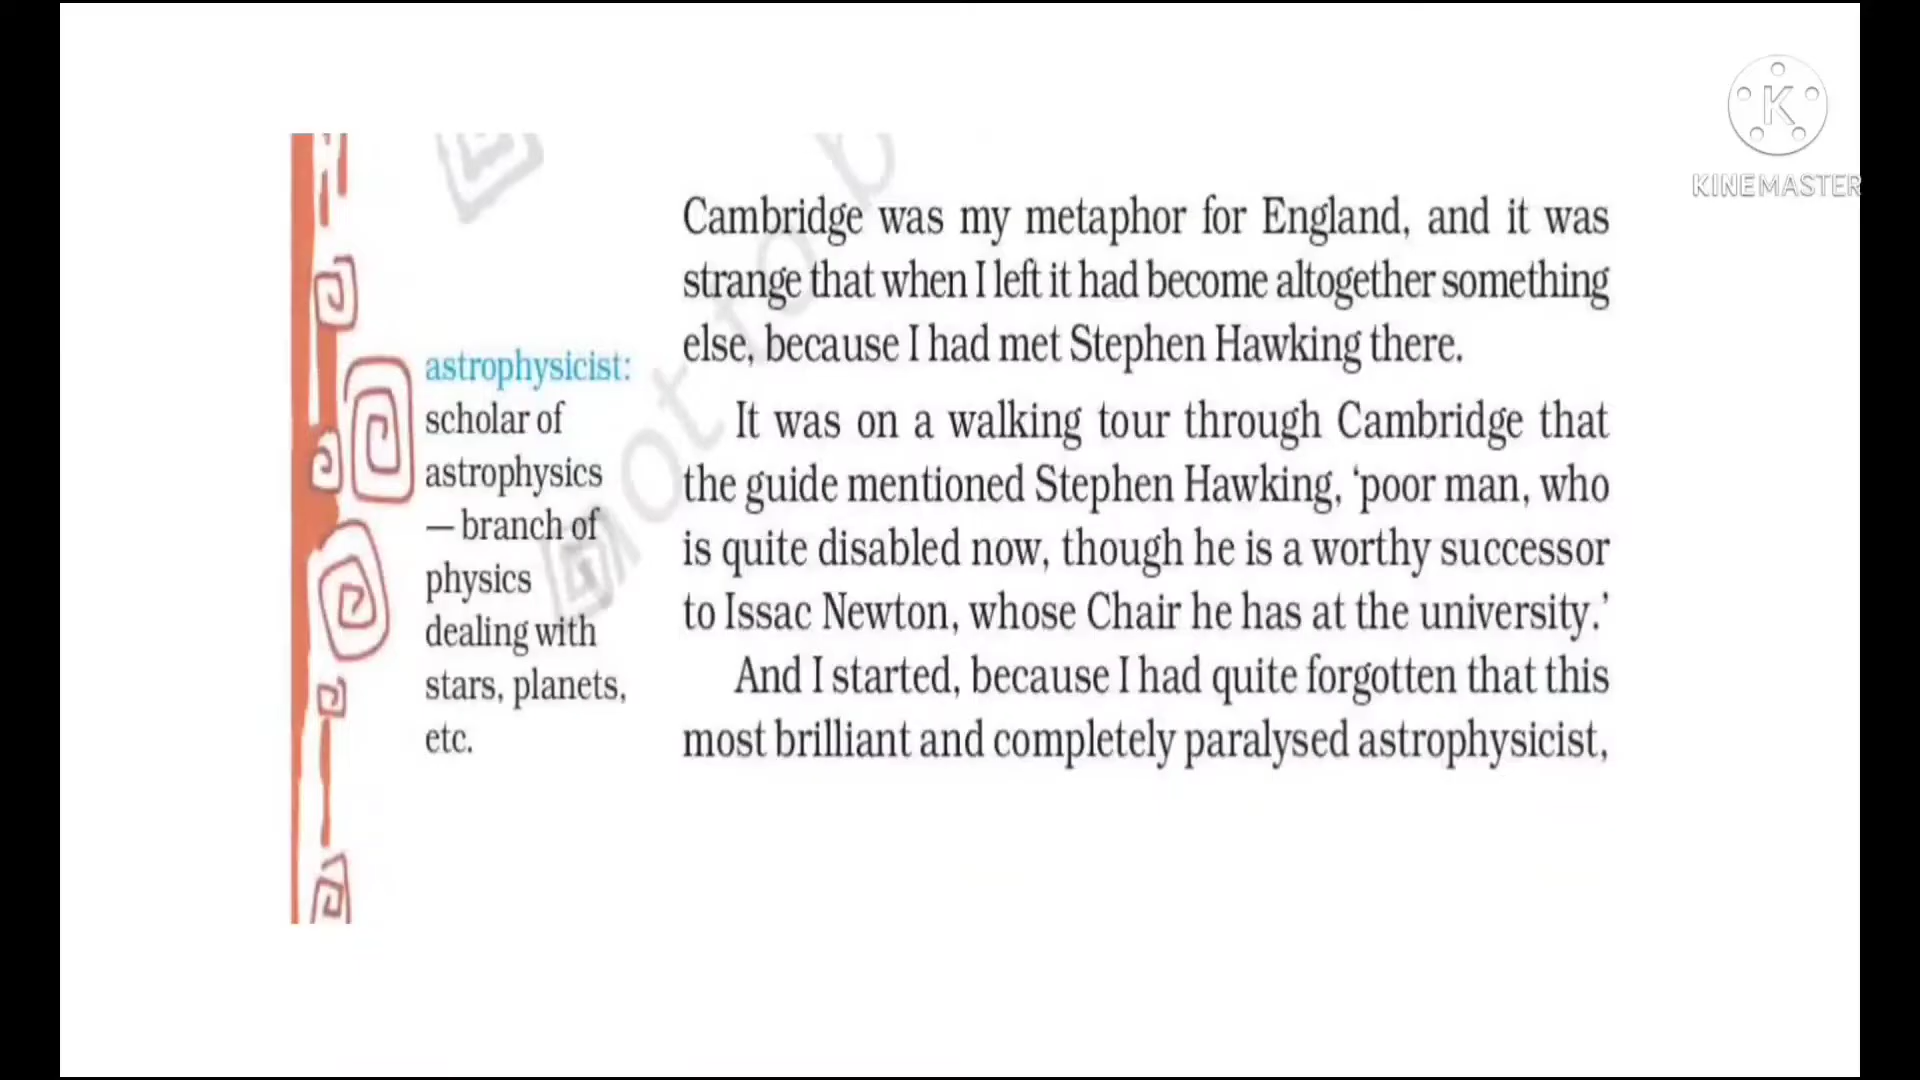 Cambridge was my metaphor for England, and it was
strange that when I left it had become altogether something
else, because I had met Stephen Hawking there.
It was on a walking tour through Cambridge that
the guide mentioned Stephen Hawking, ‘poor man, who
is quite disabled now, though he is a worthy successor
to Issac Newton, whose Chair he has at the university.’
And I started, because I had quite forgotten that this
most brilliant and completely paralysed astrophysicist,
astrophysicist:
scholar of
astrophysics
— branch of
physics
dealing with
stars, planets,
etc.
not to b
K
KINEMASTER